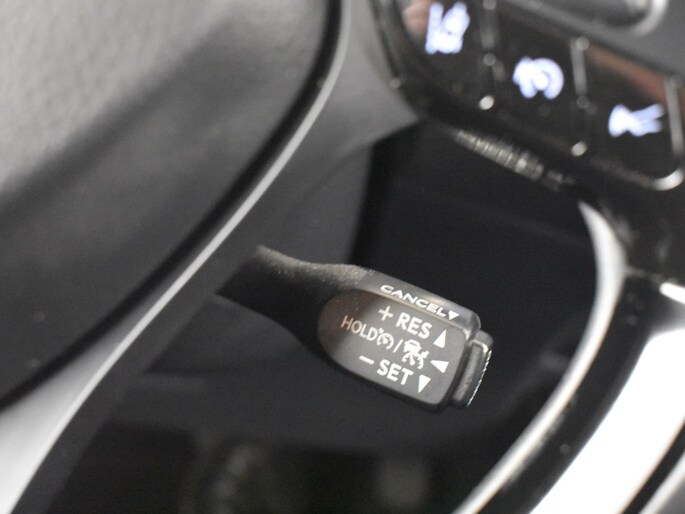 CANCEL▼
+ RES ▲
HOLD / ◀
− SET ▼